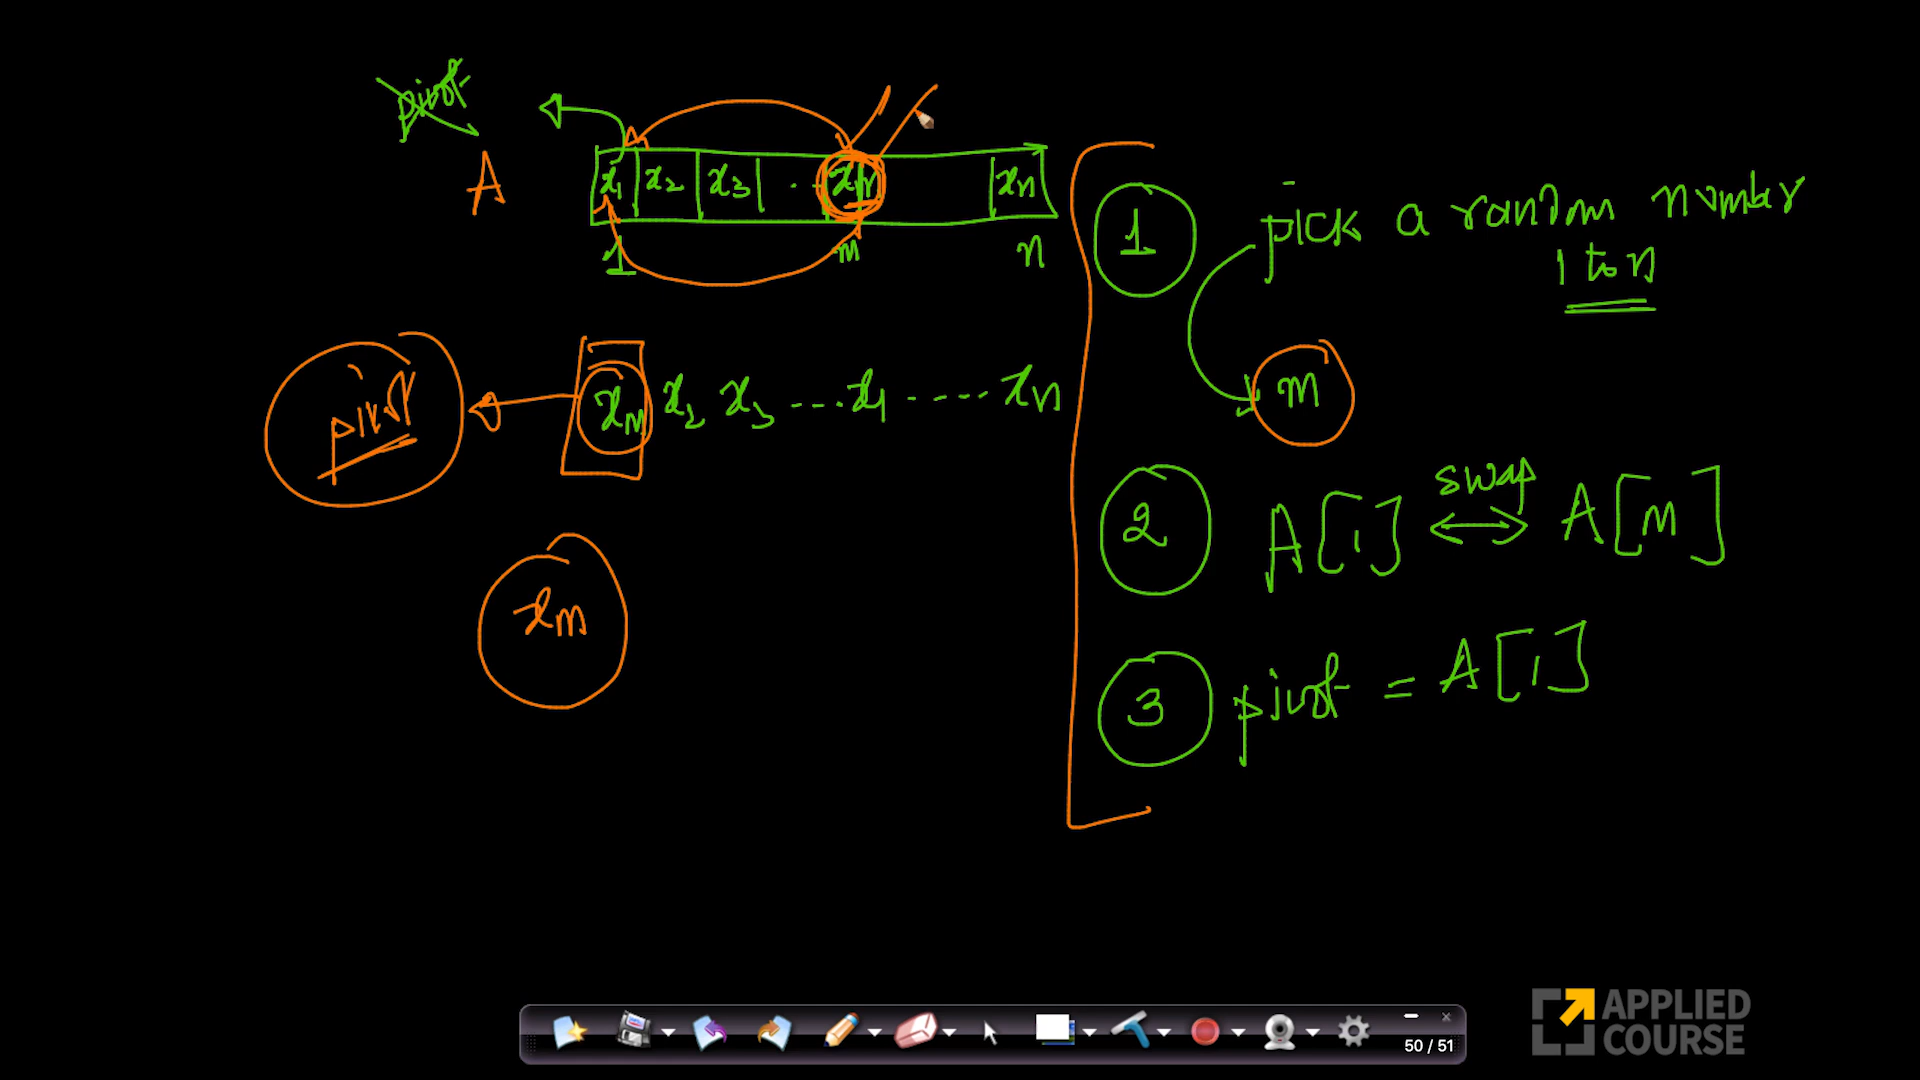 pivot
A
x1 x2 x3 .. xm xn
1 m n
1 pick a random number
1 to n
m
pivot xm x2 x3 ...x1 ..... xn
2 A[1] swap A[m]
xm
3 pivot = A[1]
50 / 51
APPLIED
COURSE